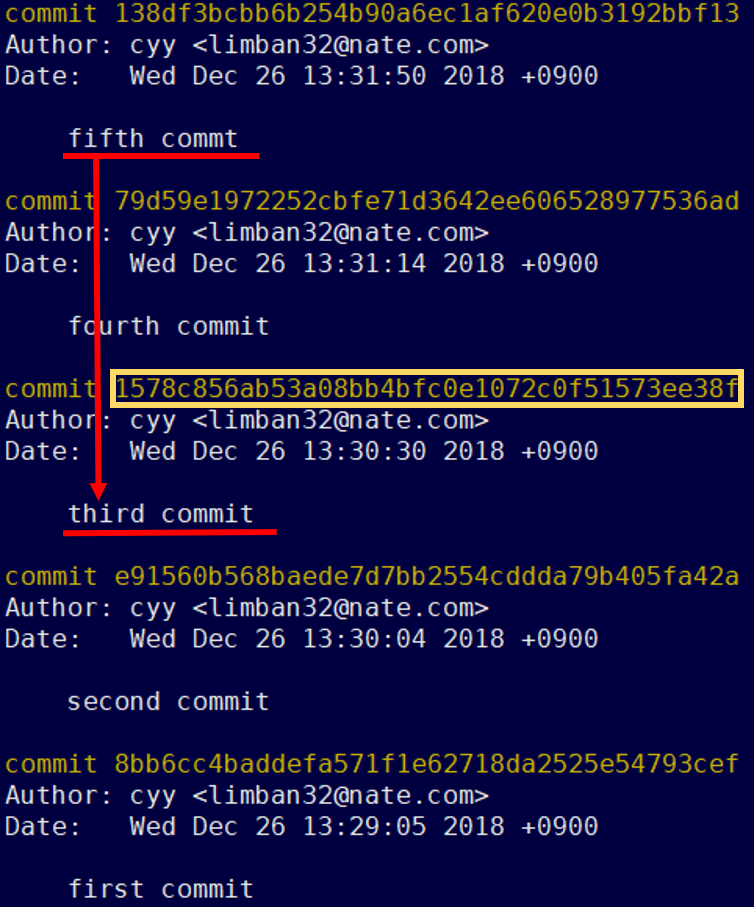 commit 138df3bcbb6b254b90a6ec1af620e0b3192bbf13
Author: cyy <limban32@nate.com>
Date:   Wed Dec 26 13:31:50 2018 +0900
fifth commt
commit 79d59e1972252cbfe71d3642ee606528977536ad
Author: cyy <limban32@nate.com>
Date:   Wed Dec 26 13:31:14 2018 +0900
fourth commit
commit 1578c856ab53a08bb4bfc0e1072c0f51573ee38f
Author: cyy <limban32@nate.com>
Date:   Wed Dec 26 13:30:30 2018 +0900
third commit
commit e91560b568baede7d7bb2554cddda79b405fa42a
Author: cyy <limban32@nate.com>
Date:   Wed Dec 26 13:30:04 2018 +0900
second commit
commit 8bb6cc4baddefa571f1e62718da2525e54793cef
Author: cyy <limban32@nate.com>
Date:   Wed Dec 26 13:29:05 2018 +0900
first commit